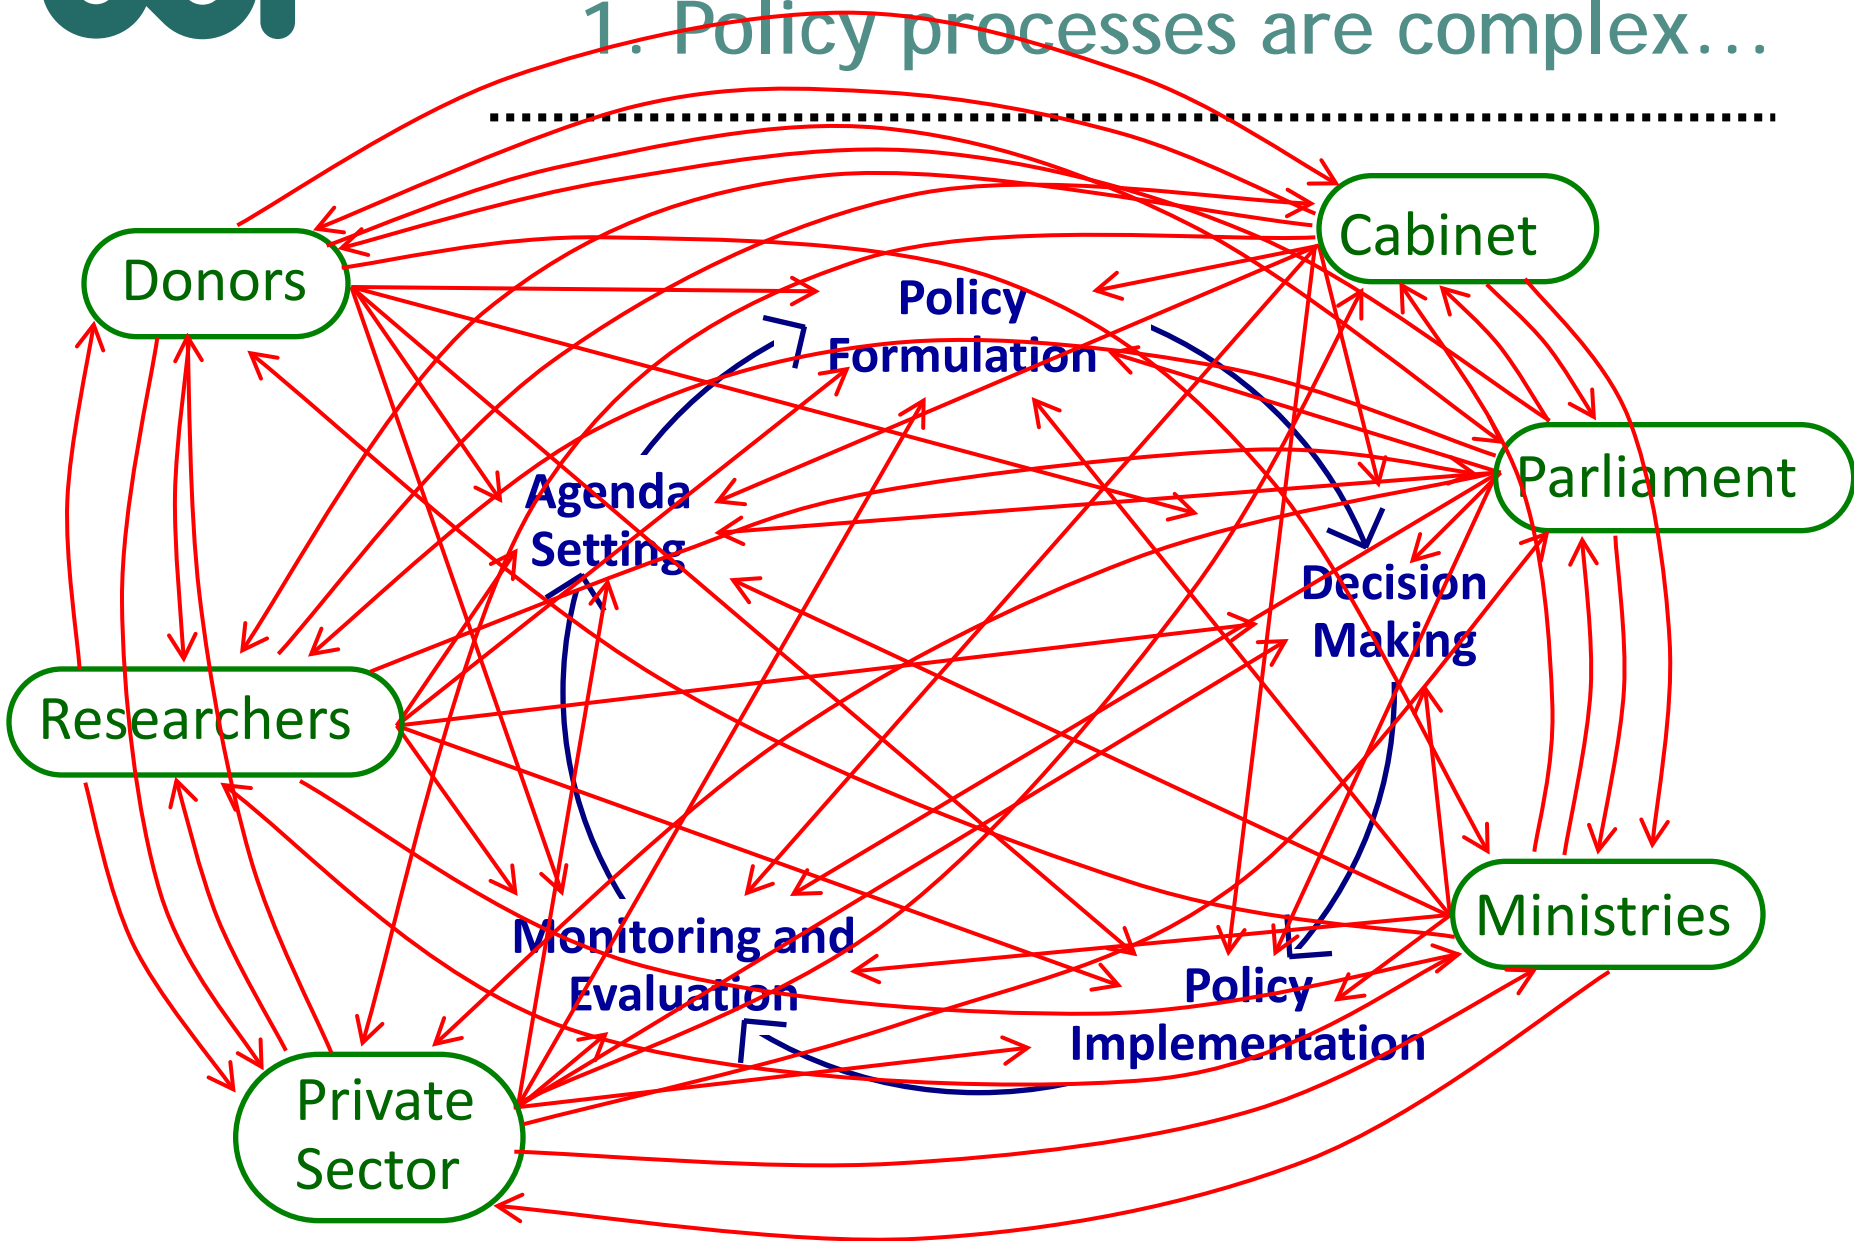 1. Policy processes are complex…
Cabinet
Donors
Policy
Formulation
Parliament
Agenda
Setting
Decision
Making
Researchers
Ministries
Monitoring and
Evaluation
Policy
Implementation
Private
Sector